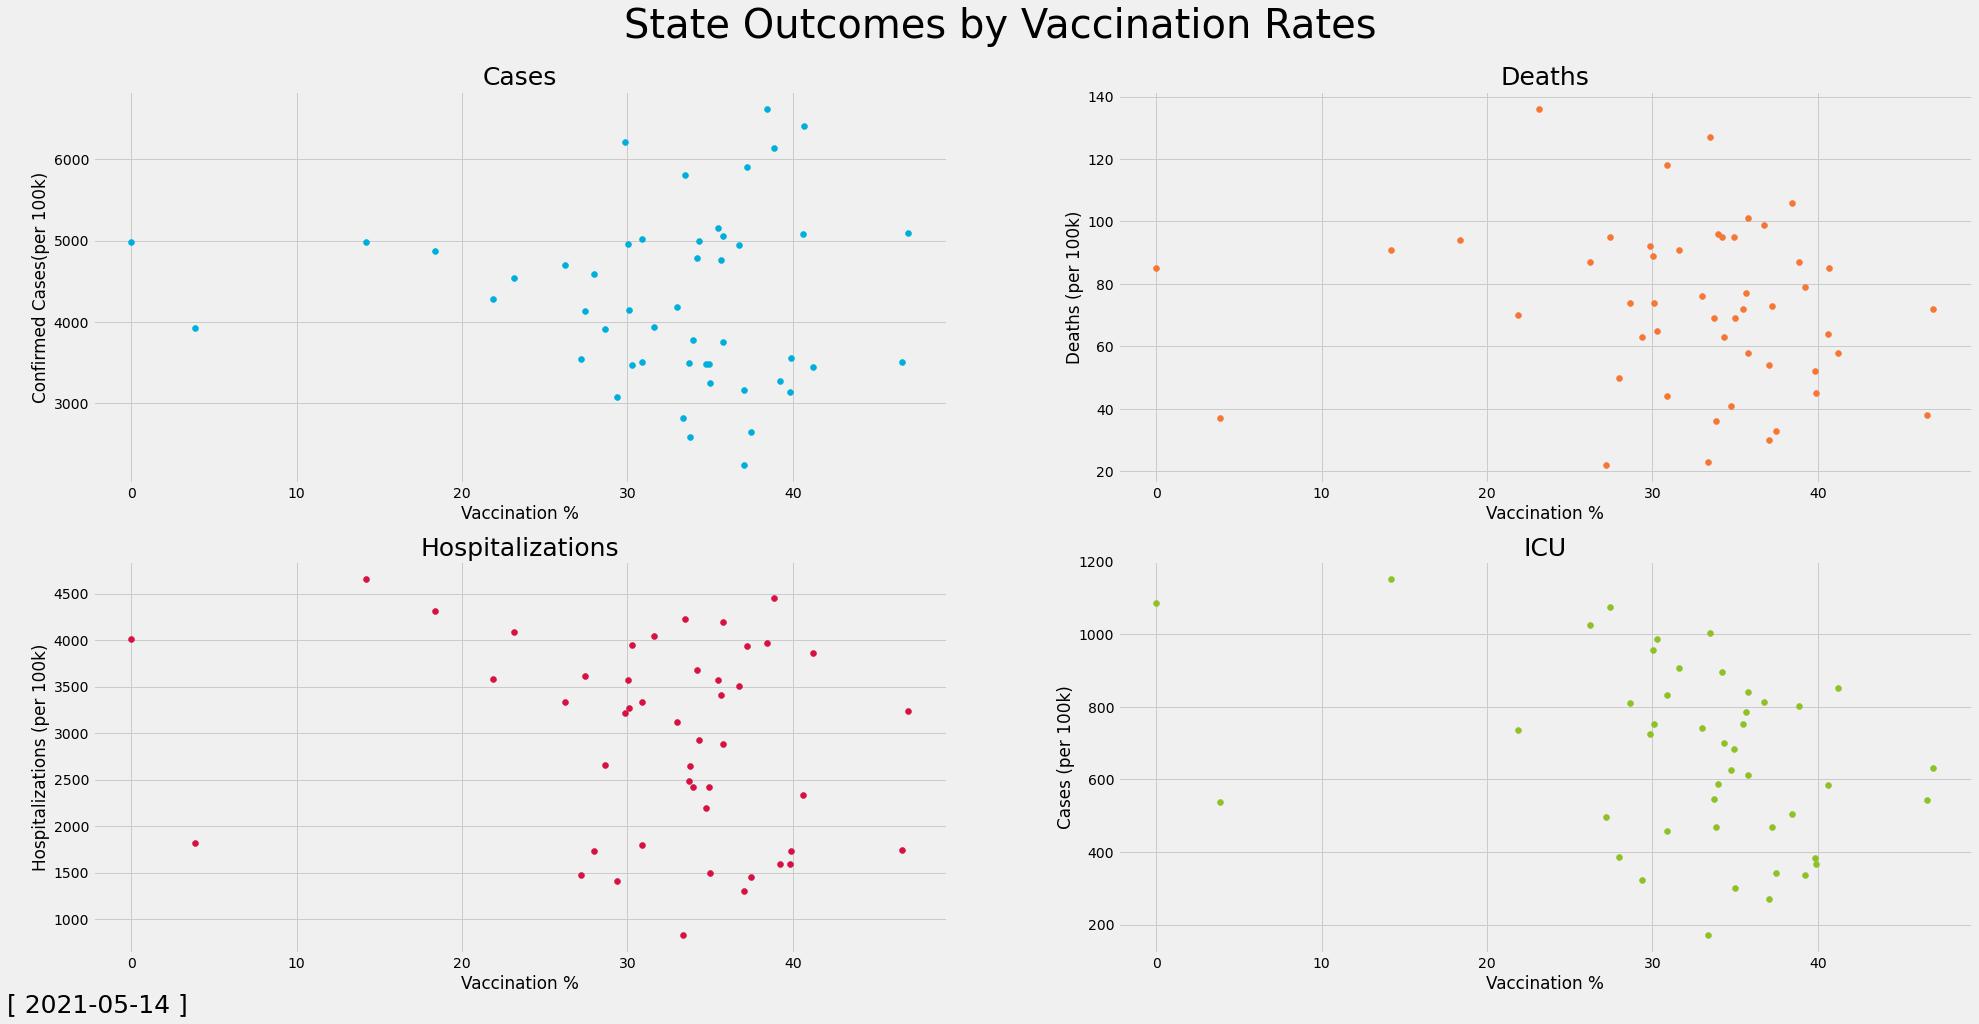 State Outcomes by Vaccination Rates
Cases
Confirmed Cases(per 100k)
6000
5000
4000
3000
0 10 20 30 40
Vaccination %
Deaths
Deaths (per 100k)
140
120
100
80
60
40
20
0 10 20 30 40
Vaccination %
Hospitalizations
Hospitalizations (per 100k)
4500
4000
3500
3000
2500
2000
1500
1000
0 10 20 30 40
Vaccination %
ICU
Cases (per 100k)
1200
1000
800
600
400
200
0 10 20 30 40
Vaccination %
[ 2021-05-14 ]